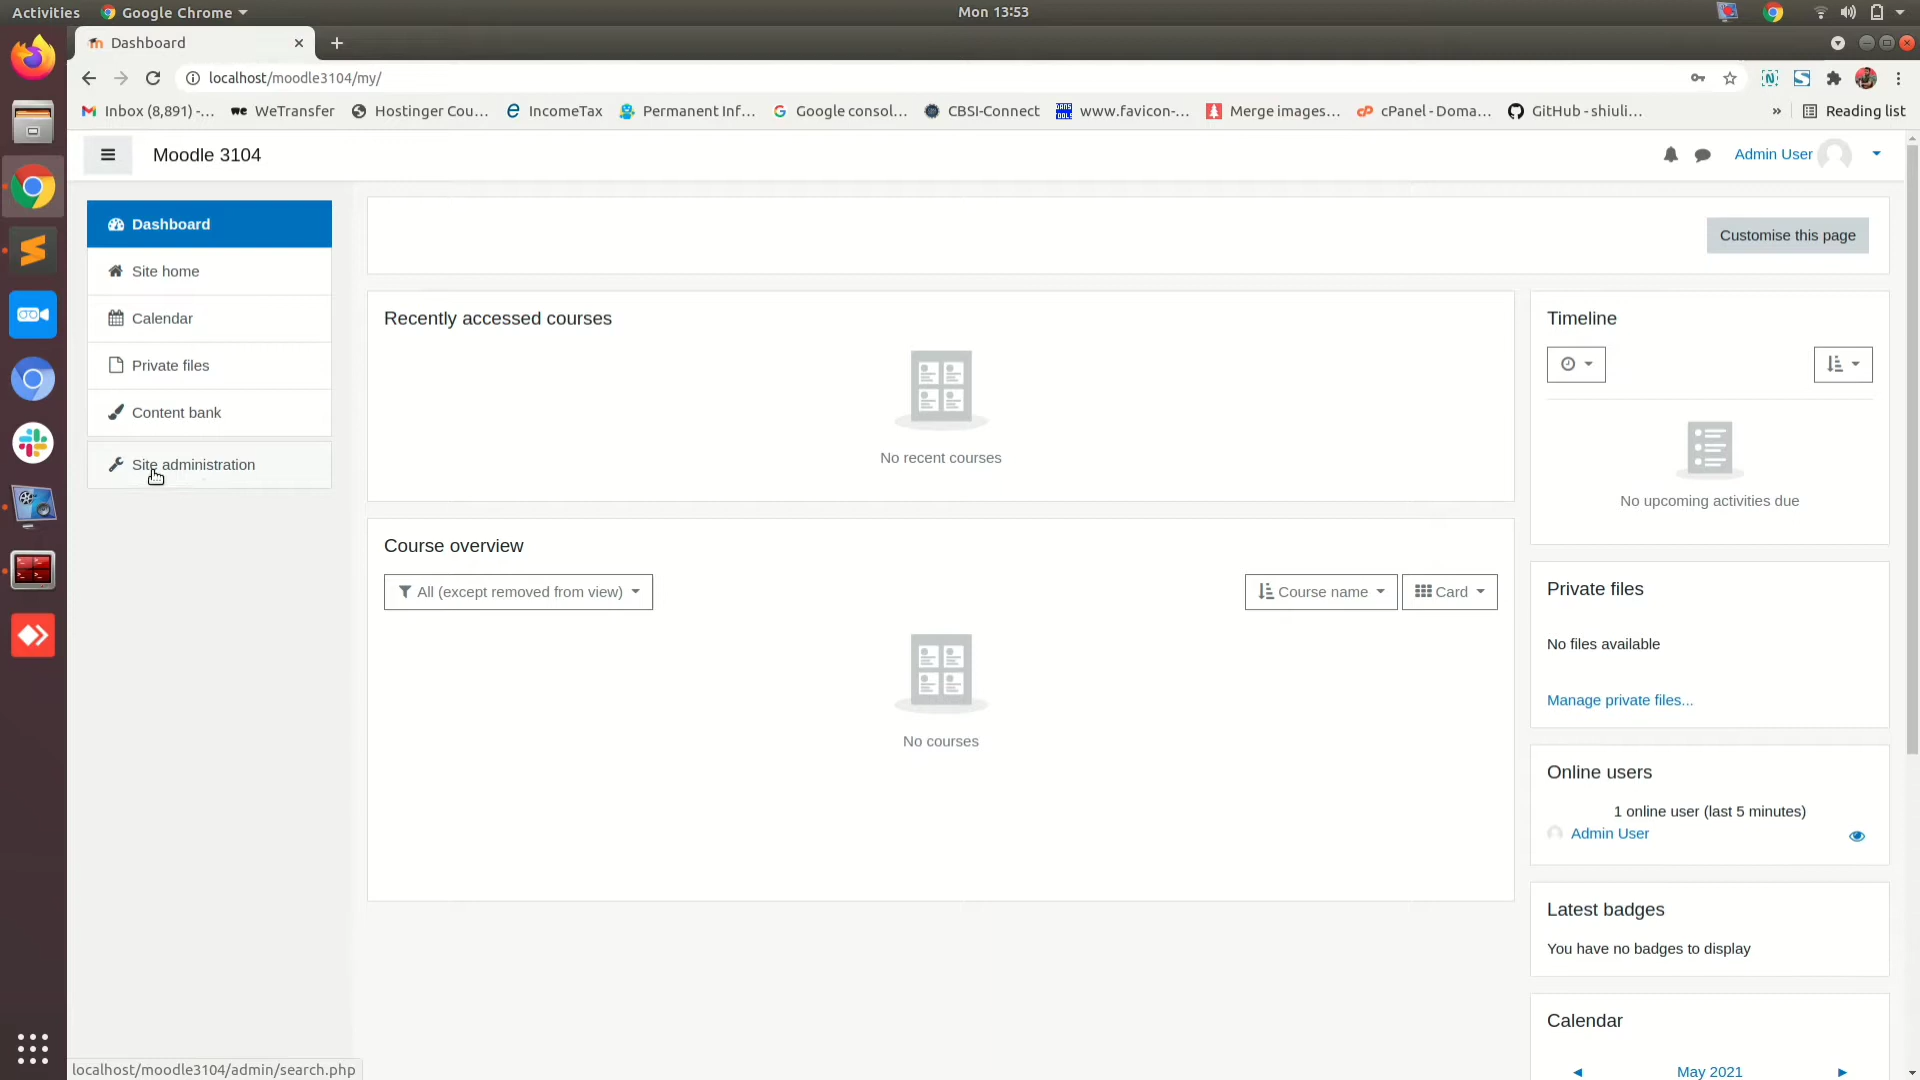 Activities
Google Chrome
Mon 13:53
Dashboard
localhost/moodle3104/my/
Inbox (8,891) -...
WeTransfer
Hostinger Cou...
IncomeTax
Permanent Inf...
Google consol...
CBSI-Connect
www.favicon-...
Merge images...
cPanel - Doma...
GitHub - shiuli...
»
Reading list
Moodle 3104
Admin User
Dashboard
Site home
Calendar
Private files
Content bank
Site administration
Customise this page
Recently accessed courses
No recent courses
Course overview
All (except removed from view)
Course name
Card
No courses
Timeline
No upcoming activities due
Private files
No files available
Manage private files...
Online users
1 online user (last 5 minutes)
Admin User
Latest badges
You have no badges to display
Calendar
◄ May 2021 ►
localhost/moodle3104/admin/search.php